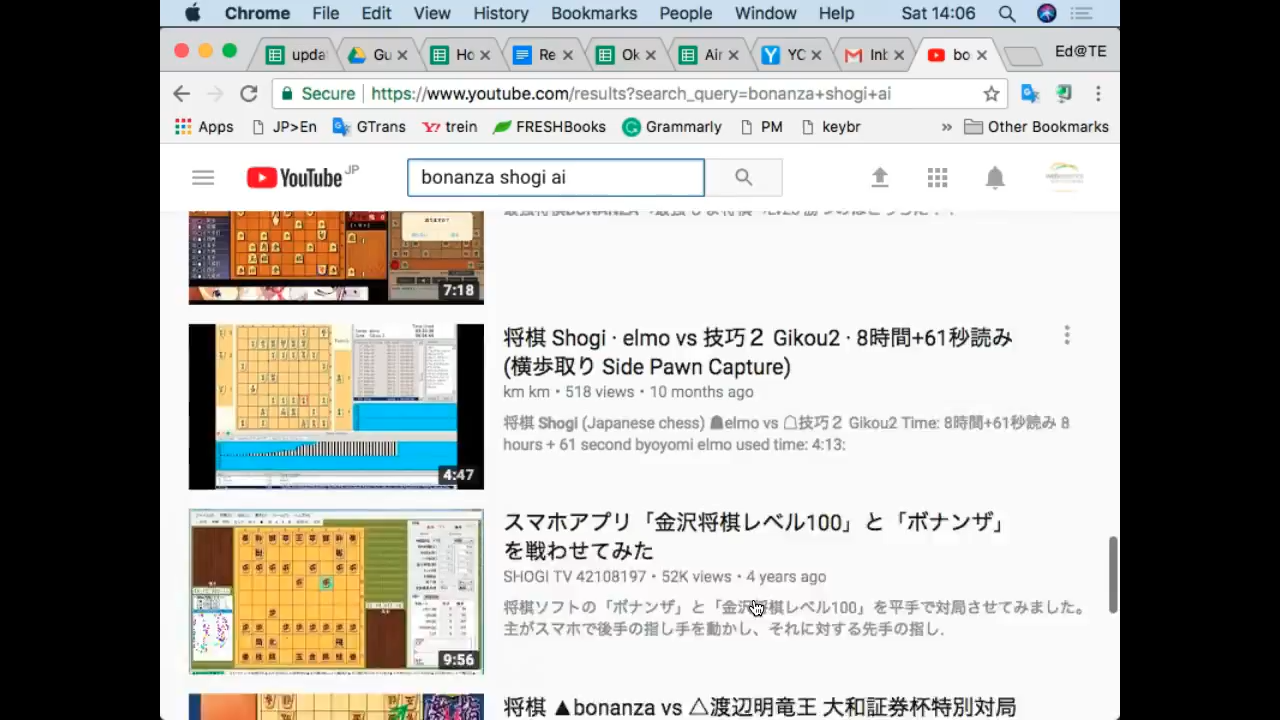 Chrome File Edit View History Bookmarks People Window Help Sat 14:06
upda Gu Ho Re Ok Air YC Inb bo Ed@TE
Secure https://www.youtube.com/results?search_query=bonanza+shogi+ai
Apps JP>En GTrans trein FRESHBooks Grammarly PM keybr » Other Bookmarks
YouTube JP bonanza shogi ai
7:18
将棋 Shogi · elmo vs 技巧２ Gikou2 · 8時間+61秒読み
(横歩取り Side Pawn Capture)
km km · 518 views · 10 months ago
将棋 Shogi (Japanese chess) ☗elmo vs ☖技巧２ Gikou2 Time: 8時間+61秒読み 8
hours + 61 second byoyomi elmo used time: 4:13:
4:47
スマホアプリ「金沢将棋レベル100」と「ボナンザ」
を戦わせてみた
SHOGI TV 42108197 · 52K views · 4 years ago
将棋ソフトの「ボナンザ」と「金沢将棋レベル100」を平手で対局させてみました。
主がスマホで後手の指し手を動かし、それに対する先手の指し.
9:56
将棋 ▲bonanza vs △渡辺明竜王 大和証券杯特別対局